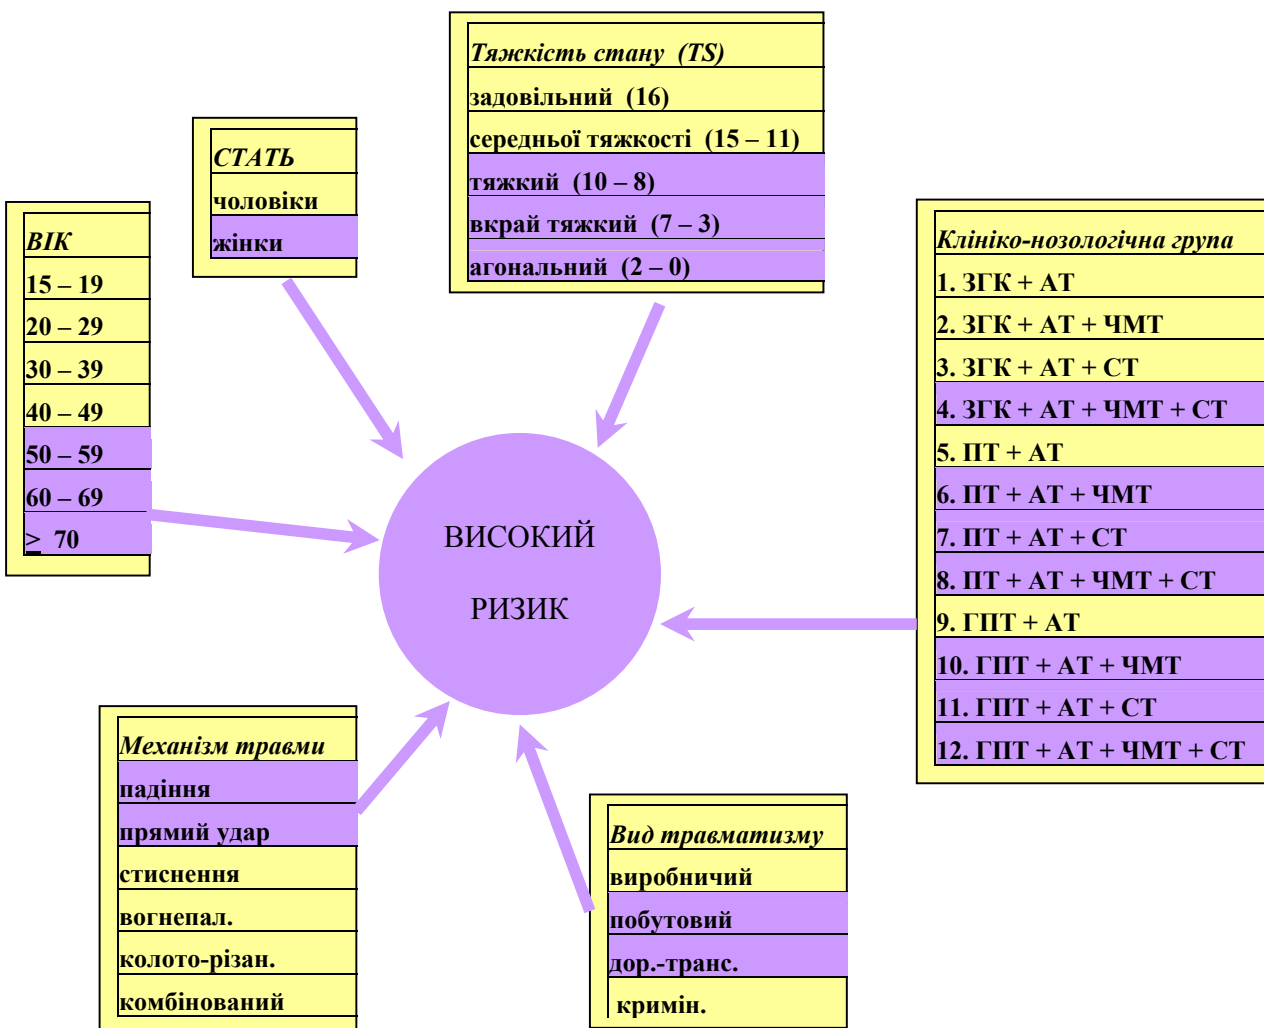 Тяжкість стану (TS)
задовільний (16)
середньої тяжкості (15 – 11)
тяжкий (10 – 8)
вкрай тяжкий (7 – 3)
агональний (2 – 0)
СТАТЬ
чоловіки
жінки
ВІК
15 – 19
20 – 29
30 – 39
40 – 49
50 – 59
60 – 69
≥ 70
Клініко-нозологічна група
1. ЗГК + АТ
2. ЗГК + АТ + ЧМТ
3. ЗГК + АТ + СТ
4. ЗГК + АТ + ЧМТ + СТ
5. ПТ + АТ
6. ПТ + АТ + ЧМТ
7. ПТ + АТ + СТ
8. ПТ + АТ + ЧМТ + СТ
9. ГПТ + АТ
10. ГПТ + АТ + ЧМТ
11. ГПТ + АТ + СТ
12. ГПТ + АТ + ЧМТ + СТ
ВИСОКИЙ
РИЗИК
Механізм травми
падіння
прямий удар
стиснення
вогнепал.
колото-різан.
комбінований
Вид травматизму
виробничий
побутовий
дор.-транс.
кримін.